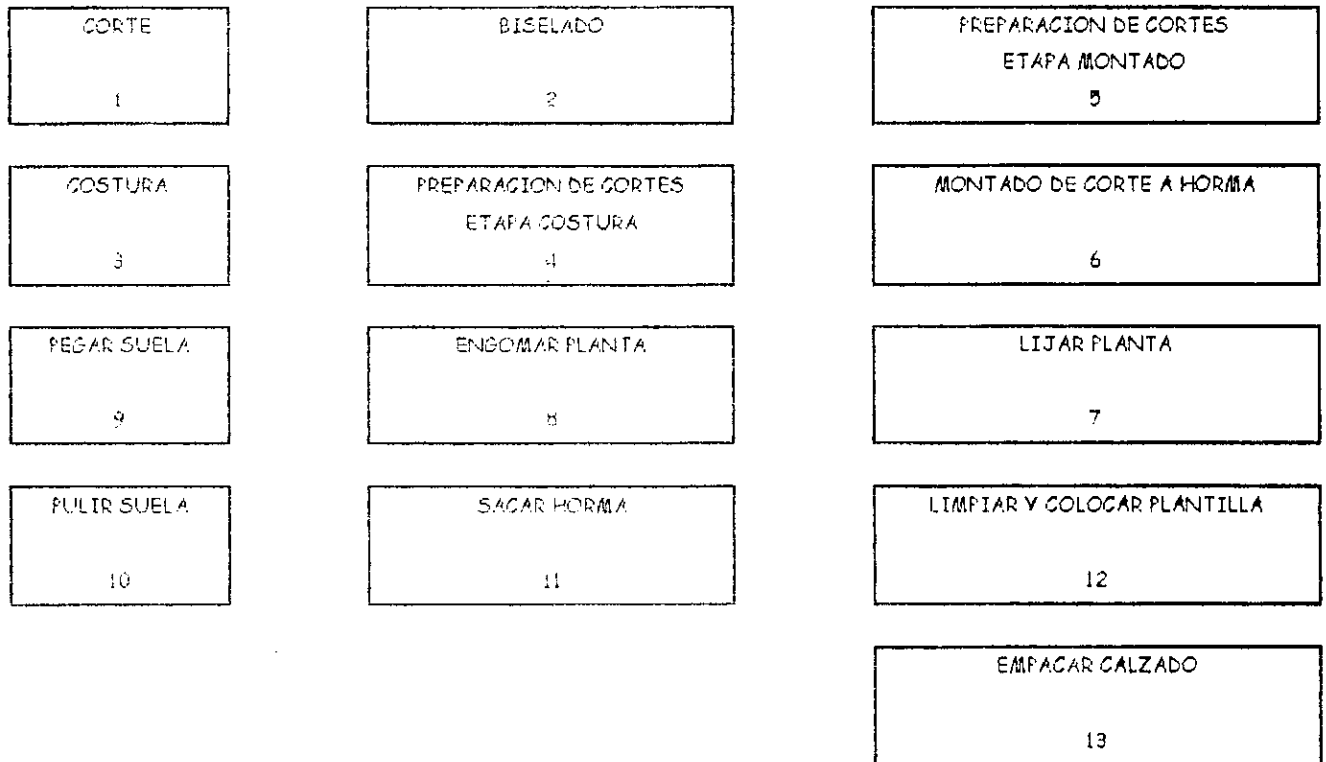 CORTE
1
BISELADO
2
PREPARACION DE CORTES
ETAPA MONTADO
5
COSTURA
3
PREPARACION DE CORTES
ETAPA COSTURA
4
MONTADO DE CORTE A HORMA
6
PEGAR SUELA
9
ENGOMAR PLANTA
8
LIJAR PLANTA
7
PULIR SUELA
10
SACAR HORMA
11
LIMPIAR Y COLOCAR PLANTILLA
12
EMPACAR CALZADO
13